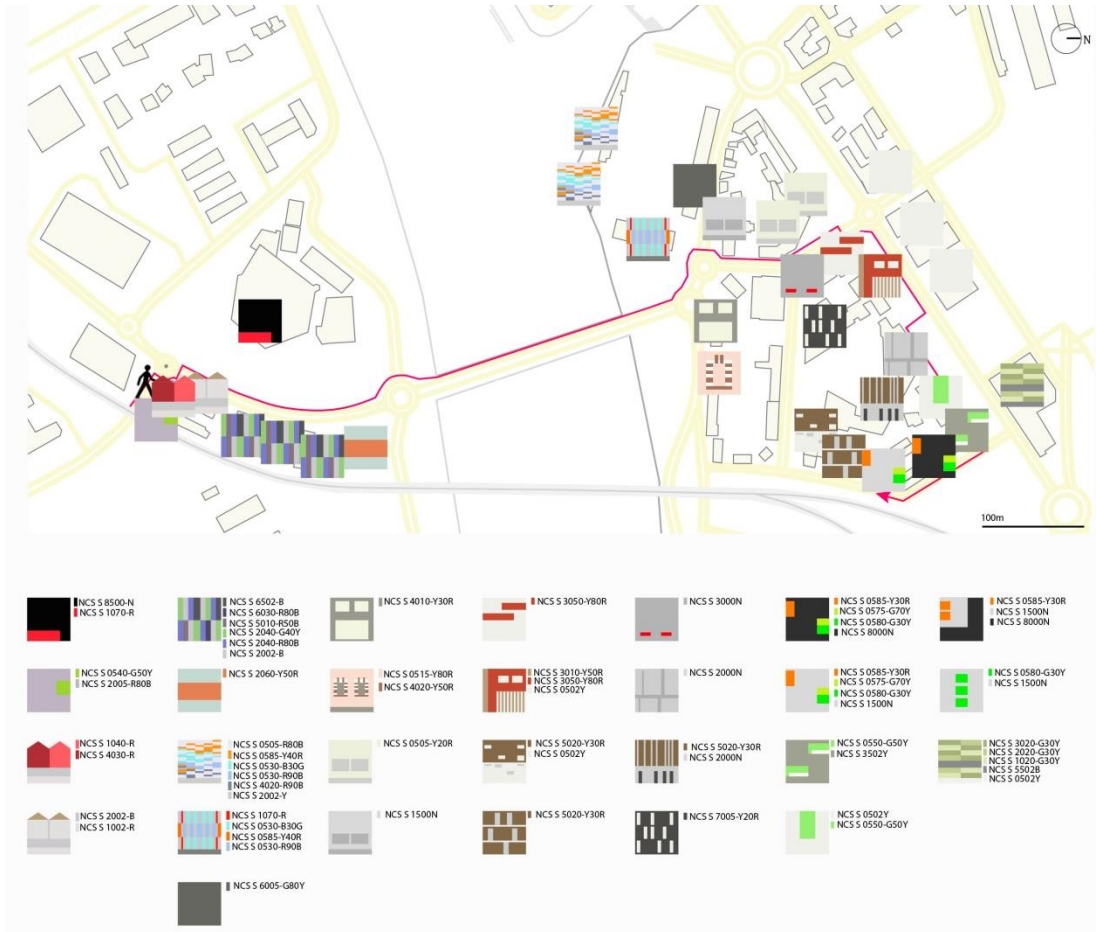 N
100m
NCS S 8500-N
NCS S 1070-R
NCS S 6502-B
NCS S 6030-R80B
NCS S 5010-R50B
NCS S 2040-G40Y
NCS S 2040-R80B
NCS S 2002-B
NCS S 4010-Y30R
NCS S 3050-Y80R
NCS S 3000N
NCS S 0585-Y30R
NCS S 0575-G70Y
NCS S 0580-G30Y
NCS S 8000N
NCS S 0585-Y30R
NCS S 1500N
NCS S 8000N
NCS S 0540-G50Y
NCS S 2005-R80B
NCS S 2060-Y50R
NCS S 0515-Y80R
NCS S 4020-Y50R
NCS S 3010-Y50R
NCS S 3050-Y80R
NCS S 0502Y
NCS S 2000N
NCS S 0585-Y30R
NCS S 0575-G70Y
NCS S 0580-G30Y
NCS S 1500N
NCS S 0580-G30Y
NCS S 1500N
NCS S 1040-R
NCS S 4030-R
NCS S 0505-R80B
NCS S 0585-Y40R
NCS S 0530-B30G
NCS S 0530-R90B
NCS S 4020-R90B
NCS S 2002-Y
NCS S 0505-Y20R
NCS S 5020-Y30R
NCS S 0502Y
NCS S 5020-Y30R
NCS S 2000N
NCS S 0550-G50Y
NCS S 3502Y
NCS S 3020-G30Y
NCS S 2020-G30Y
NCS S 1020-G30Y
NCS S 5502B
NCS S 0502Y
NCS S 2002-B
NCS S 1002-R
NCS S 1070-R
NCS S 0530-B30G
NCS S 0585-Y40R
NCS S 0530-R90B
NCS S 1500N
NCS S 5020-Y30R
NCS S 7005-Y20R
NCS S 0502Y
NCS S 0550-G50Y
NCS S 6005-G80Y